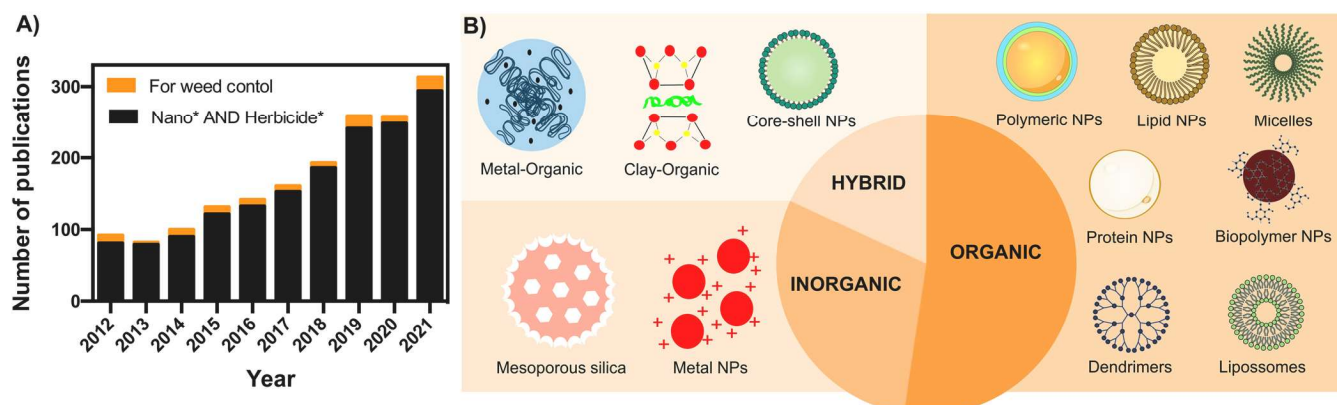 A)
Number of publications
300
200
100
0
For weed contol
Nano* AND Herbicide*
2012
2013
2014
2015
2016
2017
2018
2019
2020
2021
Year
B)
Metal-Organic
Clay-Organic
Core-shell NPs
Mesoporous silica
Metal NPs
HYBRID
INORGANIC
ORGANIC
Polymeric NPs
Lipid NPs
Micelles
Protein NPs
Biopolymer NPs
Dendrimers
Lipossomes